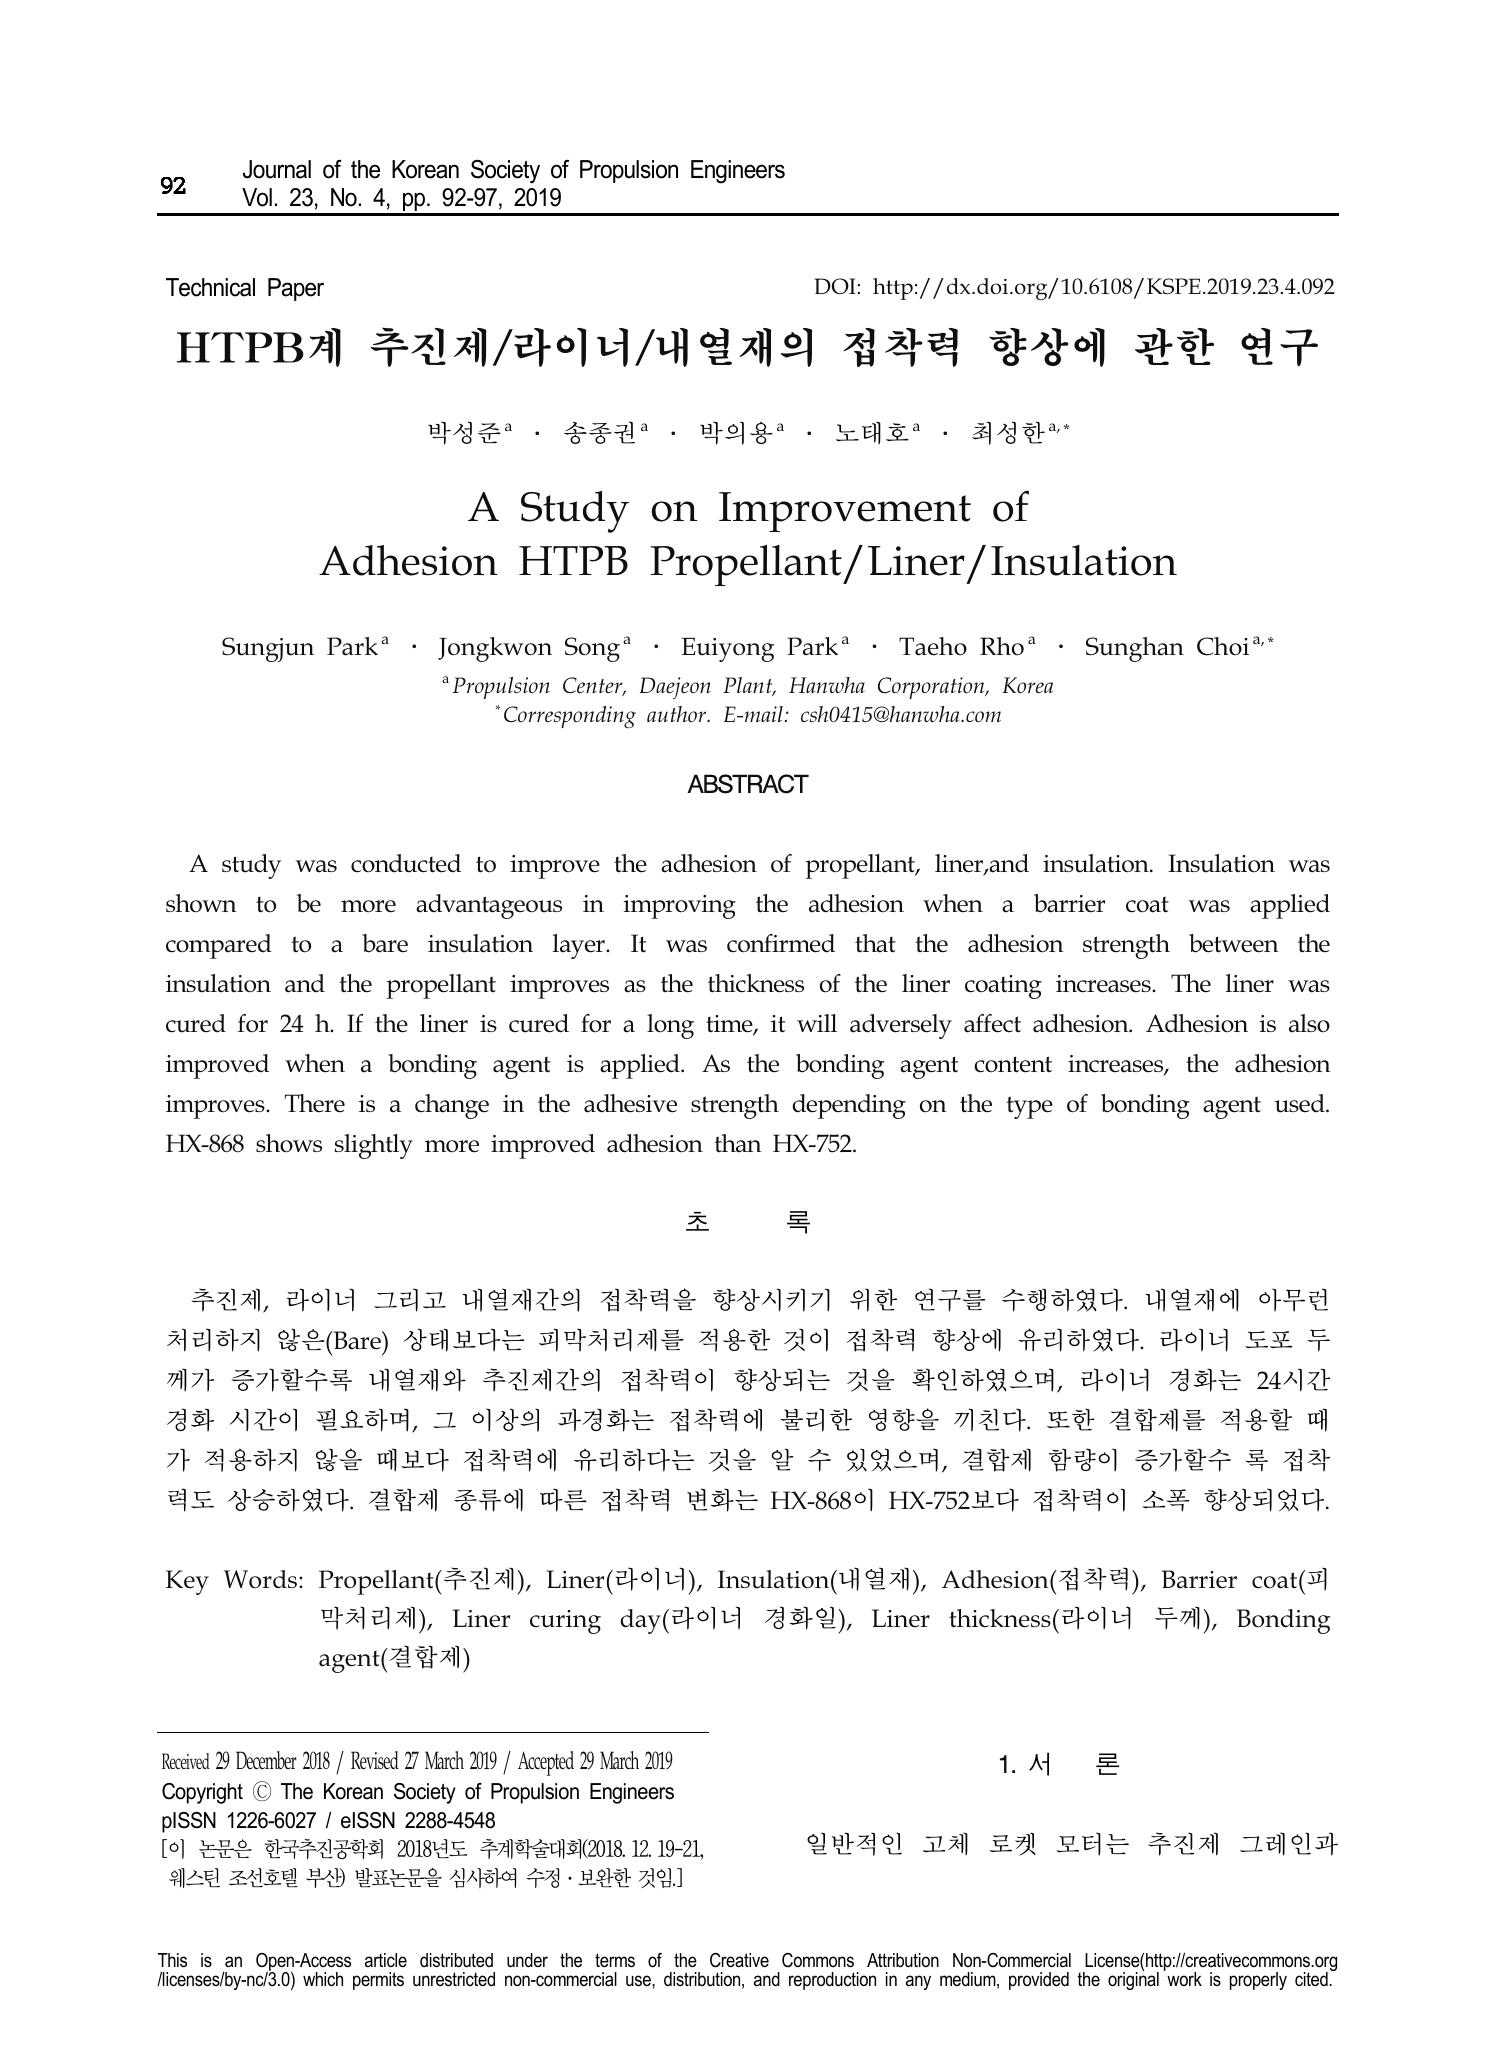 92
Journal of the Korean Society of Propulsion Engineers
Vol. 23, No. 4, pp. 92-97, 2019
Technical Paper
DOI: http://dx.doi.org/10.6108/KSPE.2019.23.4.092
HTPB계 추진제/라이너/내열재의 접착력 향상에 관한 연구
박성준a · 송종권a · 박의용a · 노태호a · 최성한a,*
A Study on Improvement of
Adhesion HTPB Propellant/Liner/Insulation
Sungjun Park a · Jongkwon Song a · Euiyong Park a · Taeho Rho a · Sunghan Choi a,*
a Propulsion Center, Daejeon Plant, Hanwha Corporation, Korea
* Corresponding author. E-mail: csh0415@hanwha.com
ABSTRACT
A study was conducted to improve the adhesion of propellant, liner,and insulation. Insulation was
shown to be more advantageous in improving the adhesion when a barrier coat was applied
compared to a bare insulation layer. It was confirmed that the adhesion strength between the
insulation and the propellant improves as the thickness of the liner coating increases. The liner was
cured for 24 h. If the liner is cured for a long time, it will adversely affect adhesion. Adhesion is also
improved when a bonding agent is applied. As the bonding agent content increases, the adhesion
improves. There is a change in the adhesive strength depending on the type of bonding agent used.
HX-868 shows slightly more improved adhesion than HX-752.
초 록
추진제, 라이너 그리고 내열재간의 접착력을 향상시키기 위한 연구를 수행하였다. 내열재에 아무런
처리하지 않은(Bare) 상태보다는 피막처리제를 적용한 것이 접착력 향상에 유리하였다. 라이너 도포 두
께가 증가할수록 내열재와 추진제간의 접착력이 향상되는 것을 확인하였으며, 라이너 경화는 24시간
경화 시간이 필요하며, 그 이상의 과경화는 접착력에 불리한 영향을 끼친다. 또한 결합제를 적용할 때
가 적용하지 않을 때보다 접착력에 유리하다는 것을 알 수 있었으며, 결합제 함량이 증가할수 록 접착
력도 상승하였다. 결합제 종류에 따른 접착력 변화는 HX-868이 HX-752보다 접착력이 소폭 향상되었다.
Key Words: Propellant(추진제), Liner(라이너), Insulation(내열재), Adhesion(접착력), Barrier coat(피
막처리제), Liner curing day(라이너 경화일), Liner thickness(라이너 두께), Bonding
agent(결합제)
Received 29 December 2018 / Revised 27 March 2019 / Accepted 29 March 2019
Copyright Ⓒ The Korean Society of Propulsion Engineers
pISSN 1226-6027 / eISSN 2288-4548
[이 논문은 한국추진공학회 2018년도 추계학술대회(2018. 12. 19-21,
웨스틴 조선호텔 부산) 발표논문을 심사하여 수정·보완한 것임.]
1. 서 론
일반적인 고체 로켓 모터는 추진제 그레인과
This is an Open-Access article distributed under the terms of the Creative Commons Attribution Non-Commercial License(http://creativecommons.org
/licenses/by-nc/3.0) which permits unrestricted non-commercial use, distribution, and reproduction in any medium, provided the original work is properly cited.